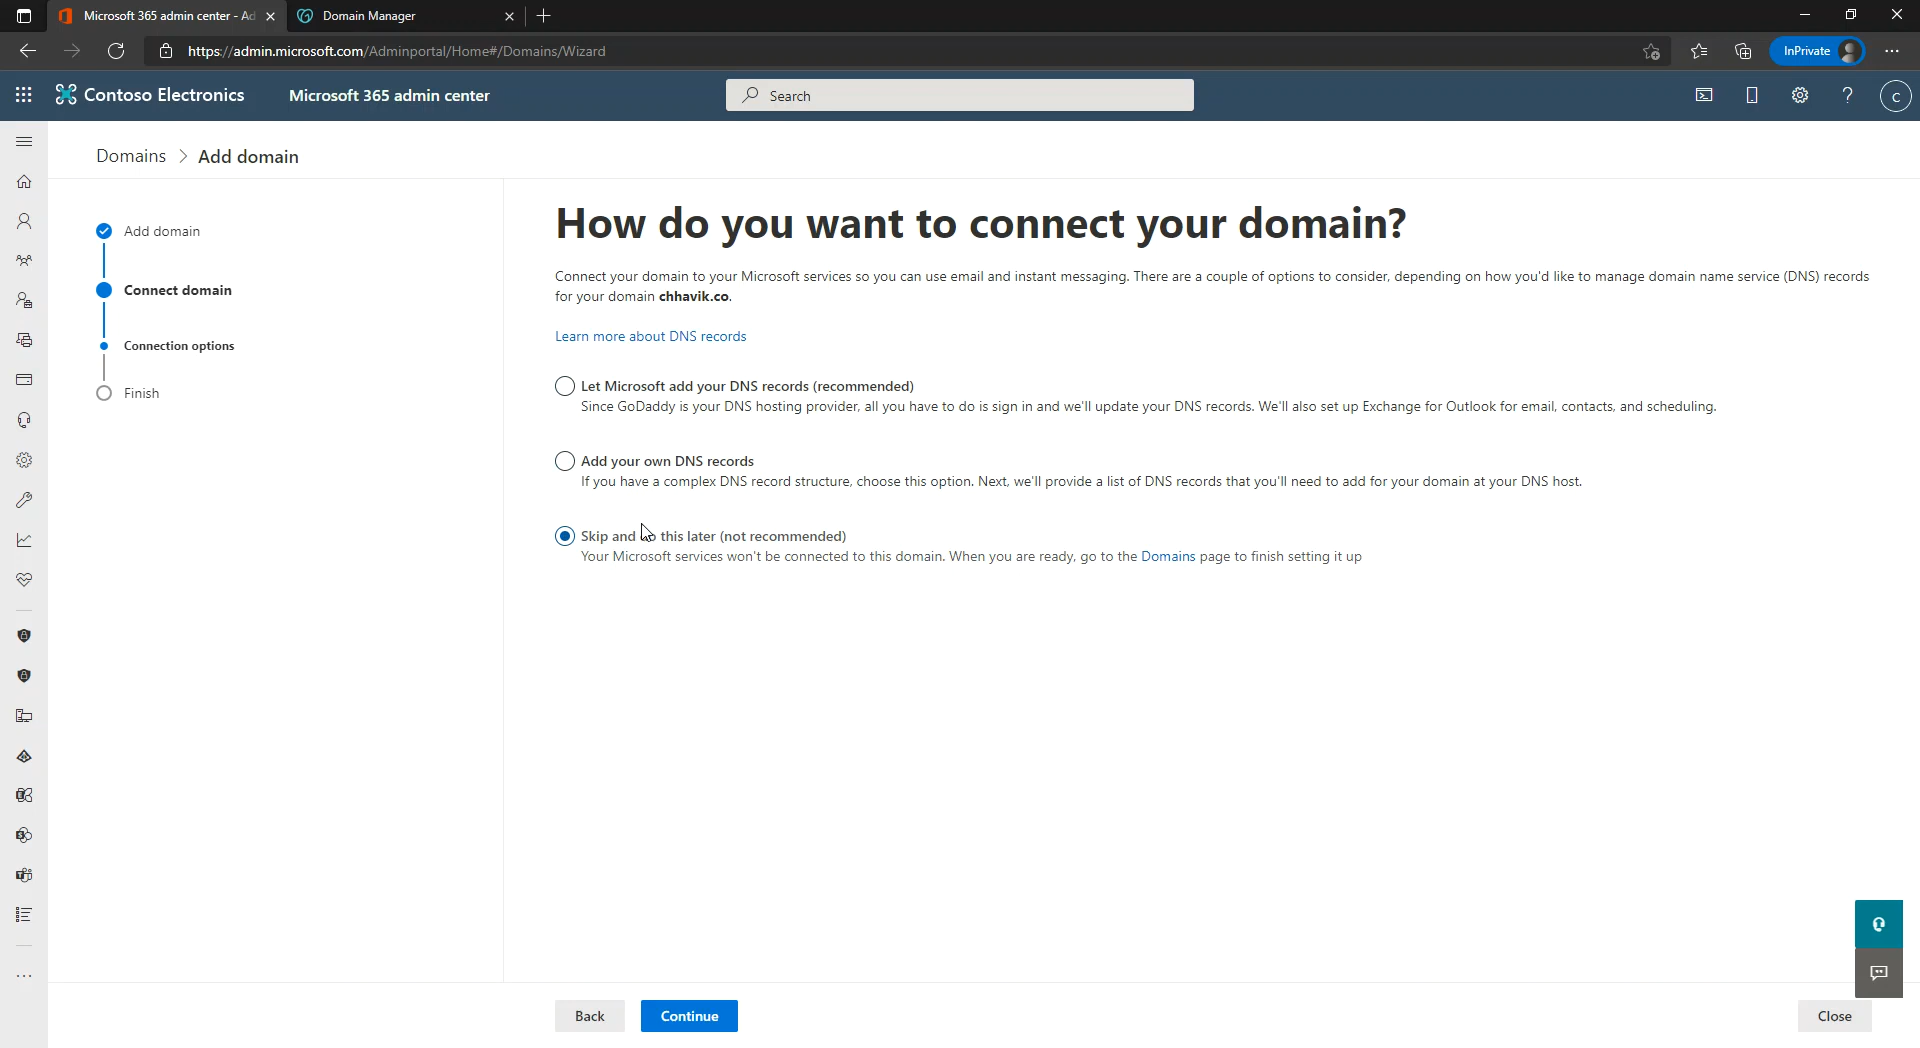 Microsoft 365 admin center - Ad
Domain Manager
https://admin.microsoft.com/Adminportal/Home#/Domains/Wizard
InPrivate
Contoso Electronics
Microsoft 365 admin center
Search
C
Domains > Add domain
Add domain
Connect domain
Connection options
Finish
How do you want to connect your domain?
Connect your domain to your Microsoft services so you can use email and instant messaging. There are a couple of options to consider, depending on how you'd like to manage domain name service (DNS) records
for your domain chhavik.co.
Learn more about DNS records
Let Microsoft add your DNS records (recommended)
Since GoDaddy is your DNS hosting provider, all you have to do is sign in and we'll update your DNS records. We'll also set up Exchange for Outlook for email, contacts, and scheduling.
Add your own DNS records
If you have a complex DNS record structure, choose this option. Next, we'll provide a list of DNS records that you'll need to add for your domain at your DNS host.
Skip and do this later (not recommended)
Your Microsoft services won't be connected to this domain. When you are ready, go to the Domains page to finish setting it up
Back
Continue
Close